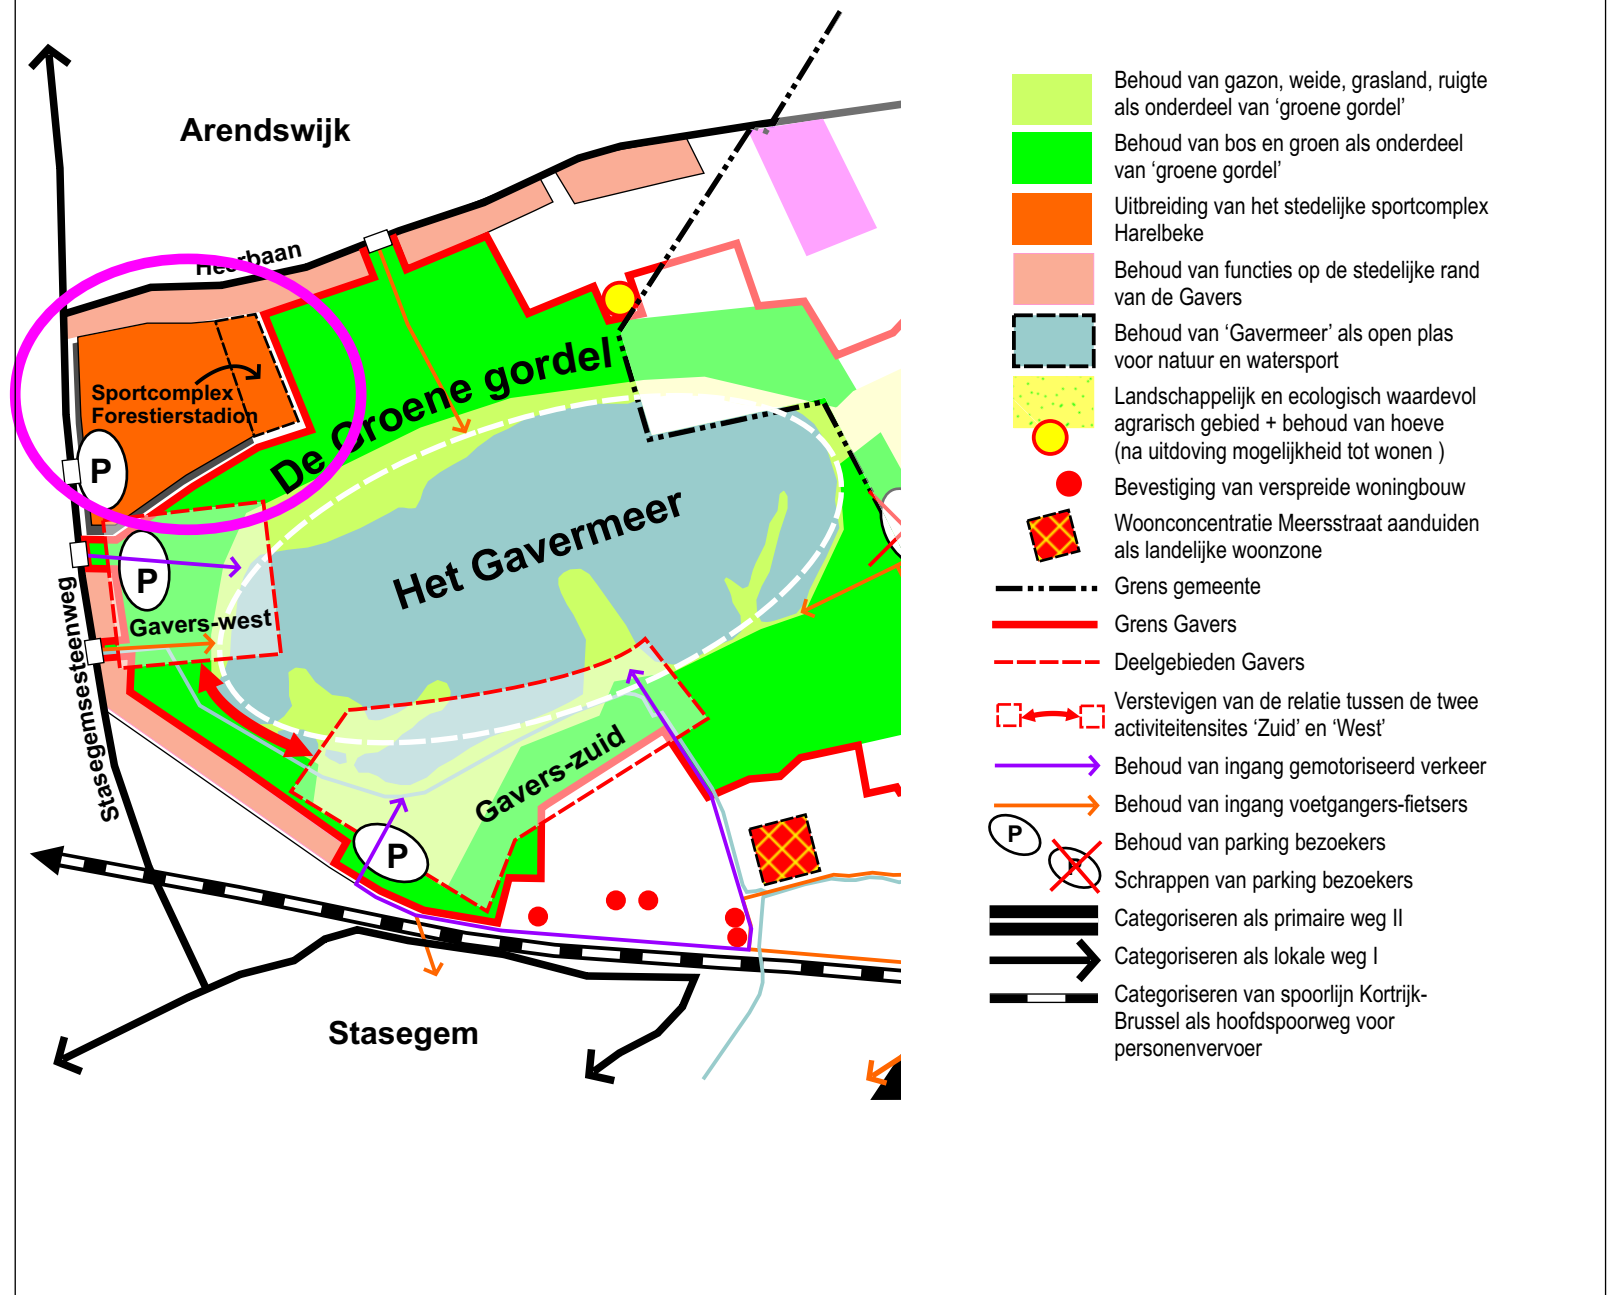 Arendswijk
Heerbaan
Sportcomplex
Forestierstadion
P
De Groene gordel
Het Gavermeer
P
Gavers-west
Stasegemsesteenweg
Gavers-zuid
P
Stasegem
Behoud van gazon, weide, grasland, ruigte
als onderdeel van ‘groene gordel’
Behoud van bos en groen als onderdeel
van ‘groene gordel’
Uitbreiding van het stedelijke sportcomplex
Harelbeke
Behoud van functies op de stedelijke rand
van de Gavers
Behoud van ‘Gavermeer’ als open plas
voor natuur en watersport
Landschappelijk en ecologisch waardevol
agrarisch gebied + behoud van hoeve
(na uitdoving mogelijkheid tot wonen )
Bevestiging van verspreide woningbouw
Woonconcentratie Meersstraat aanduiden
als landelijke woonzone
Grens gemeente
Grens Gavers
Deelgebieden Gavers
Verstevigen van de relatie tussen de twee
activiteitensites ‘Zuid’ en ‘West’
Behoud van ingang gemotoriseerd verkeer
Behoud van ingang voetgangers-fietsers
P
Behoud van parking bezoekers
P
Schrappen van parking bezoekers
Categoriseren als primaire weg II
Categoriseren als lokale weg I
Categoriseren van spoorlijn Kortrijk-
Brussel als hoofdspoorweg voor
personenvervoer